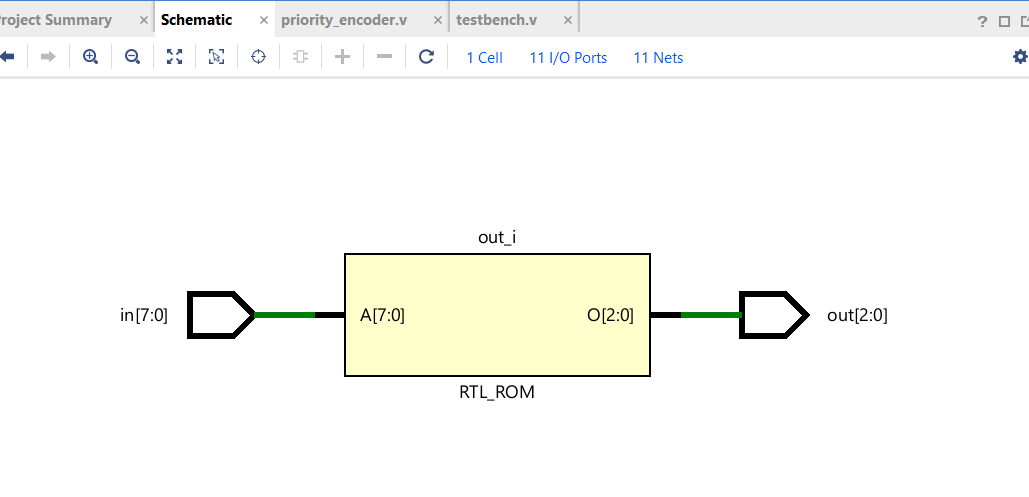 roject Summary × Schematic × priority_encoder.v × testbench.v × ?
1 Cell 11 I/O Ports 11 Nets
out_i
in[7:0] A[7:0] O[2:0] out[2:0]
RTL_ROM